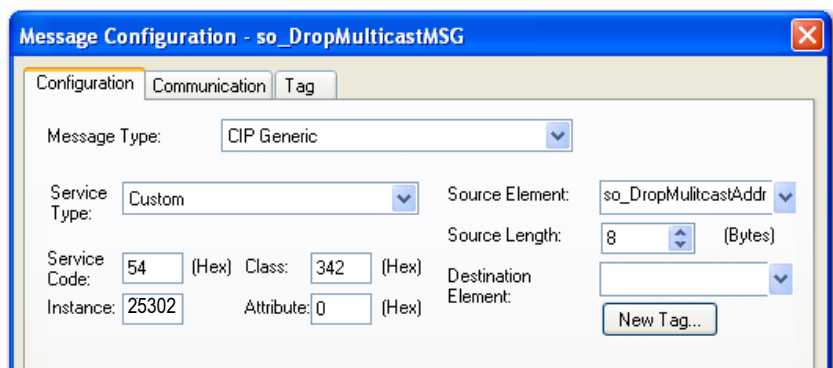 Message Configuration - so_DropMulticastMSG
Configuration Communication Tag
Message Type: CIP Generic
Service Type: Custom
Service Code: 54 (Hex) Class: 342 (Hex)
Instance: 25302 Attribute: 0 (Hex)
Source Element: so_DropMulitcastAddr
Source Length: 8 (Bytes)
Destination Element:
New Tag...